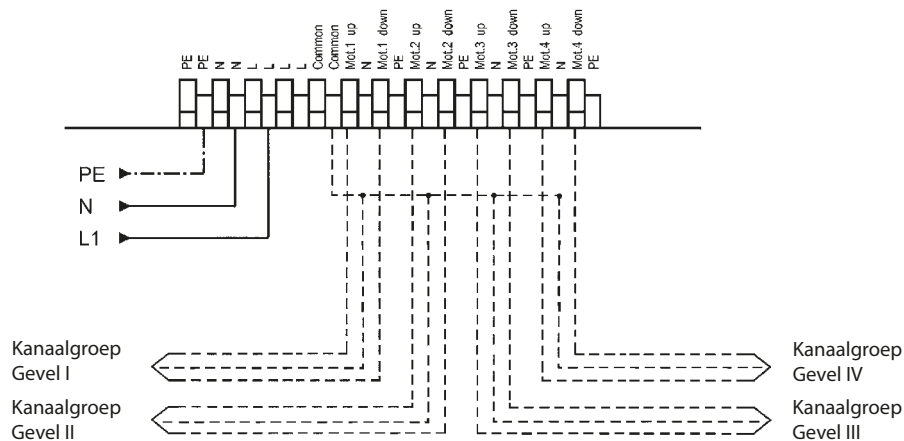 PE
PE
N
N
L
L
L
L
Common
Common
Mot.1 up
N
Mot.1 down
PE
Mot.2 up
N
Mot.2 down
PE
Mot.3 up
N
Mot.3 down
PE
Mot.4 up
N
Mot.4 down
PE
PE
N
L1
Kanaalgroep
Gevel I
Kanaalgroep
Gevel IV
Kanaalgroep
Gevel II
Kanaalgroep
Gevel III